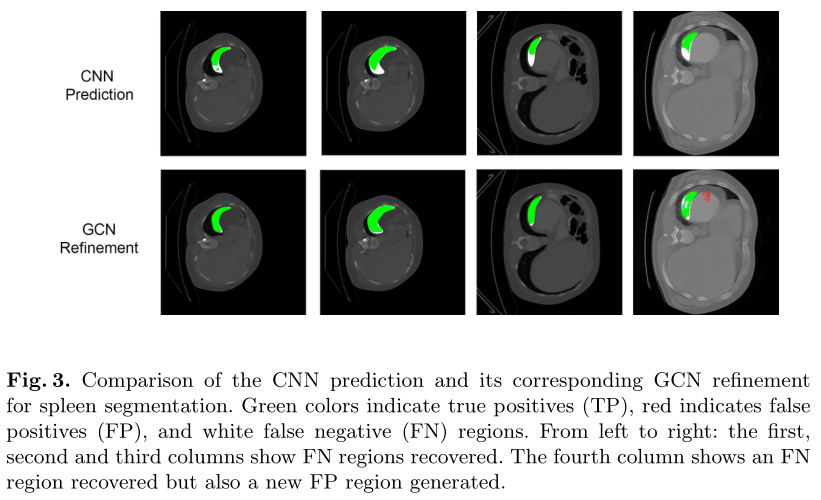 CNN
Prediction
GCN
Refinement
Fig. 3. Comparison of the CNN prediction and its corresponding GCN refinement
for spleen segmentation. Green colors indicate true positives (TP), red indicates false
positives (FP), and white false negative (FN) regions. From left to right: the first,
second and third columns show FN regions recovered. The fourth column shows an FN
region recovered but also a new FP region generated.